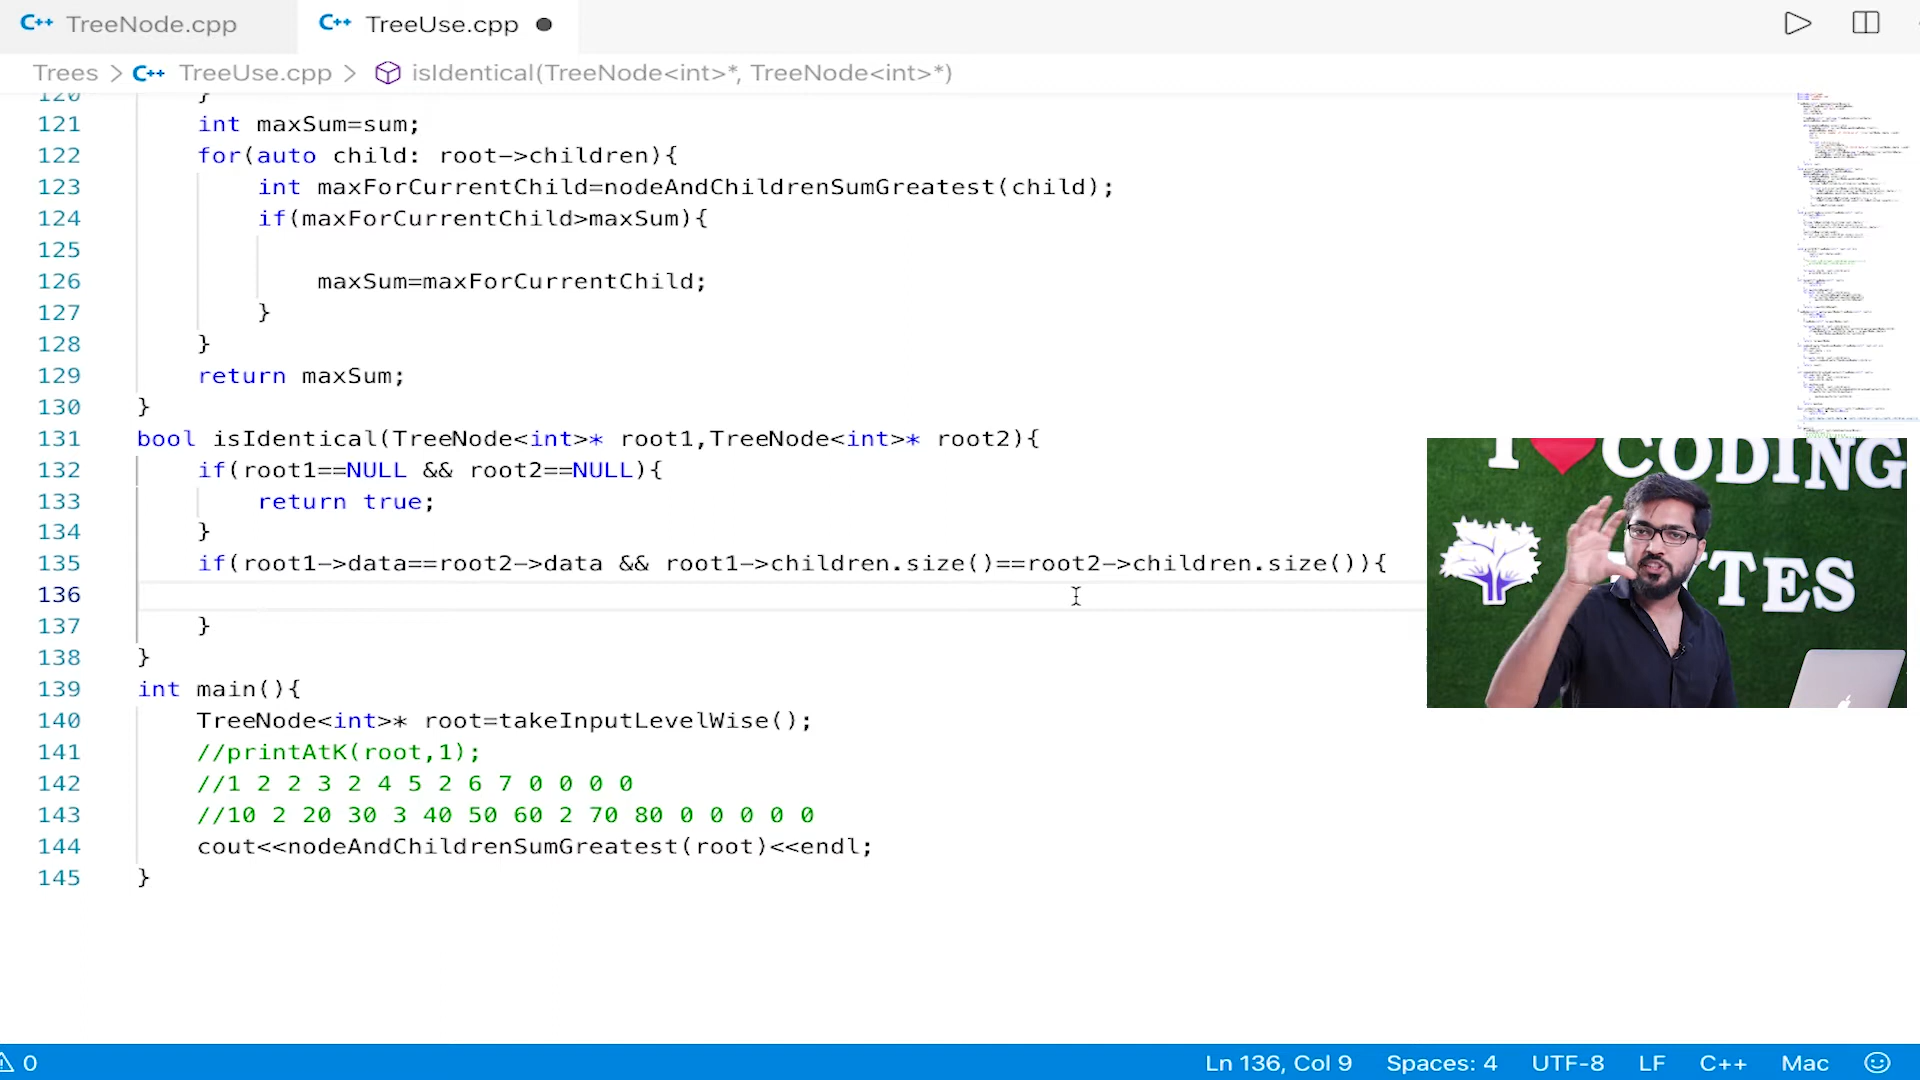 C++ TreeNode.cpp
C++ TreeUse.cpp
Trees > C++ TreeUse.cpp > isIdentical(TreeNode<int>*, TreeNode<int>*)
120 }
121 int maxSum=sum;
122 for(auto child: root->children){
123 int maxForCurrentChild=nodeAndChildrenSumGreatest(child);
124 if(maxForCurrentChild>maxSum){
125
126 maxSum=maxForCurrentChild;
127 }
128 }
129 return maxSum;
130 }
131 bool isIdentical(TreeNode<int>* root1,TreeNode<int>* root2){
132 if(root1==NULL && root2==NULL){
133 return true;
134 }
135 if(root1->data==root2->data && root1->children.size()==root2->children.size()){
136
137 }
138 }
139 int main(){
140 TreeNode<int>* root=takeInputLevelWise();
141 //printAtK(root,1);
142 //1 2 2 3 2 4 5 2 6 7 0 0 0 0
143 //10 2 20 30 3 40 50 60 2 70 80 0 0 0 0 0
144 cout<<nodeAndChildrenSumGreatest(root)<<endl;
145 }
I CODING
0
Ln 136, Col 9 Spaces: 4 UTF-8 LF C++ Mac